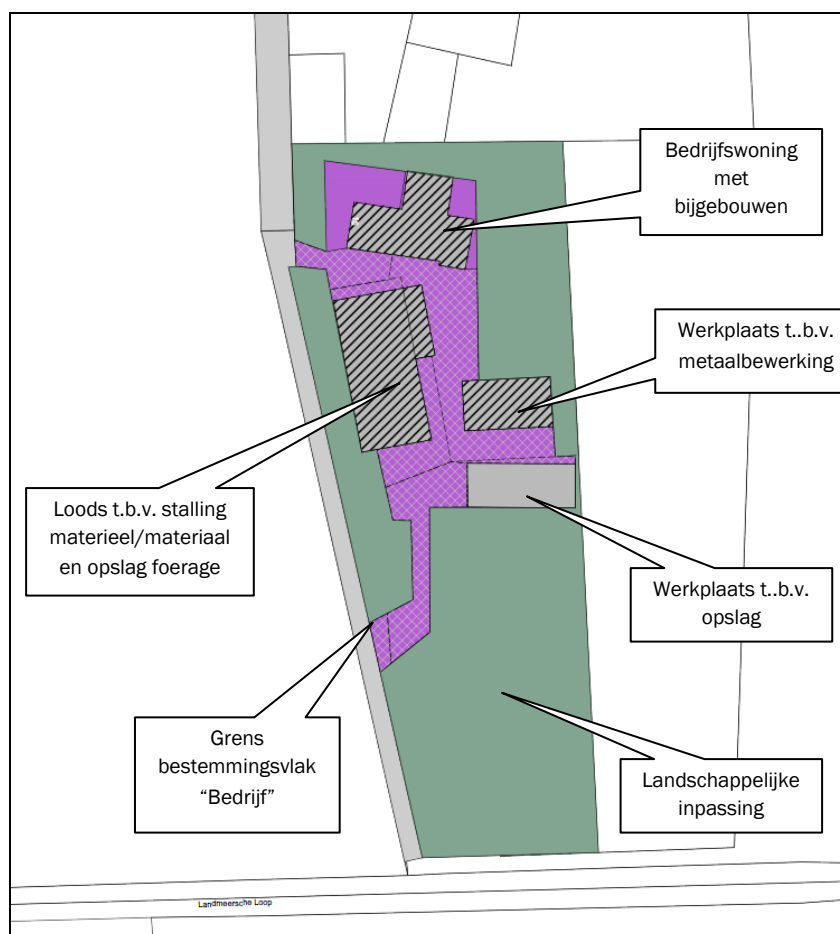 Bedrijfswoning
met
bijgebouwen
Werkplaats t..b.v.
metaalbewerking
Loods t.b.v. stalling
materieel/materiaal
en opslag foerage
Werkplaats t..b.v.
opslag
Grens
bestemmingsvlak
“Bedrijf”
Landschappelijke
inpassing
Landmeersche Loop